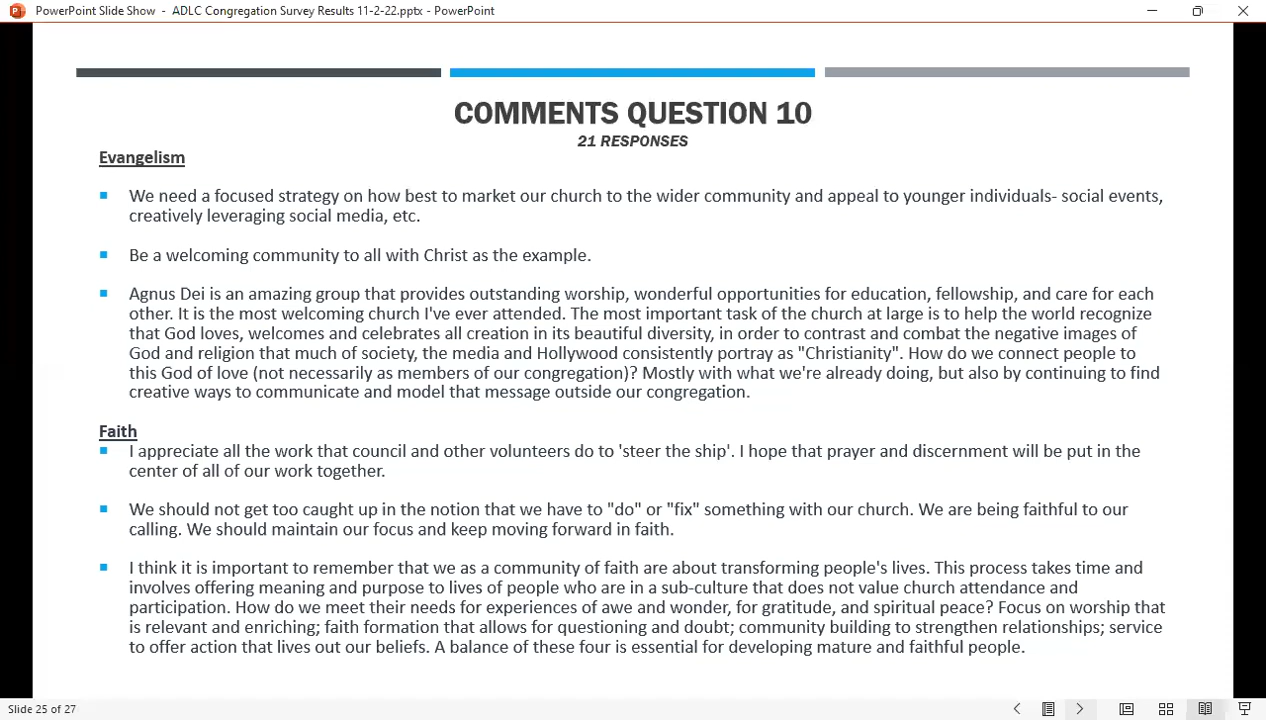 PowerPoint Slide Show - ADLC Congregation Survey Results 11-2-22.pptx - PowerPoint
COMMENTS QUESTION 10
21 RESPONSES
Evangelism
We need a focused strategy on how best to market our church to the wider community and appeal to younger individuals- social events,
creatively leveraging social media, etc.
Be a welcoming community to all with Christ as the example.
Agnus Dei is an amazing group that provides outstanding worship, wonderful opportunities for education, fellowship, and care for each
other. It is the most welcoming church I've ever attended. The most important task of the church at large is to help the world recognize
that God loves, welcomes and celebrates all creation in its beautiful diversity, in order to contrast and combat the negative images of
God and religion that much of society, the media and Hollywood consistently portray as "Christianity". How do we connect people to
this God of love (not necessarily as members of our congregation)? Mostly with what we're already doing, but also by continuing to find
creative ways to communicate and model that message outside our congregation.
Faith
I appreciate all the work that council and other volunteers do to 'steer the ship'. I hope that prayer and discernment will be put in the
center of all of our work together.
We should not get too caught up in the notion that we have to "do" or "fix" something with our church. We are being faithful to our
calling. We should maintain our focus and keep moving forward in faith.
I think it is important to remember that we as a community of faith are about transforming people's lives. This process takes time and
involves offering meaning and purpose to lives of people who are in a sub-culture that does not value church attendance and
participation. How do we meet their needs for experiences of awe and wonder, for gratitude, and spiritual peace? Focus on worship that
is relevant and enriching; faith formation that allows for questioning and doubt; community building to strengthen relationships; service
to offer action that lives out our beliefs. A balance of these four is essential for developing mature and faithful people.
Slide 25 of 27